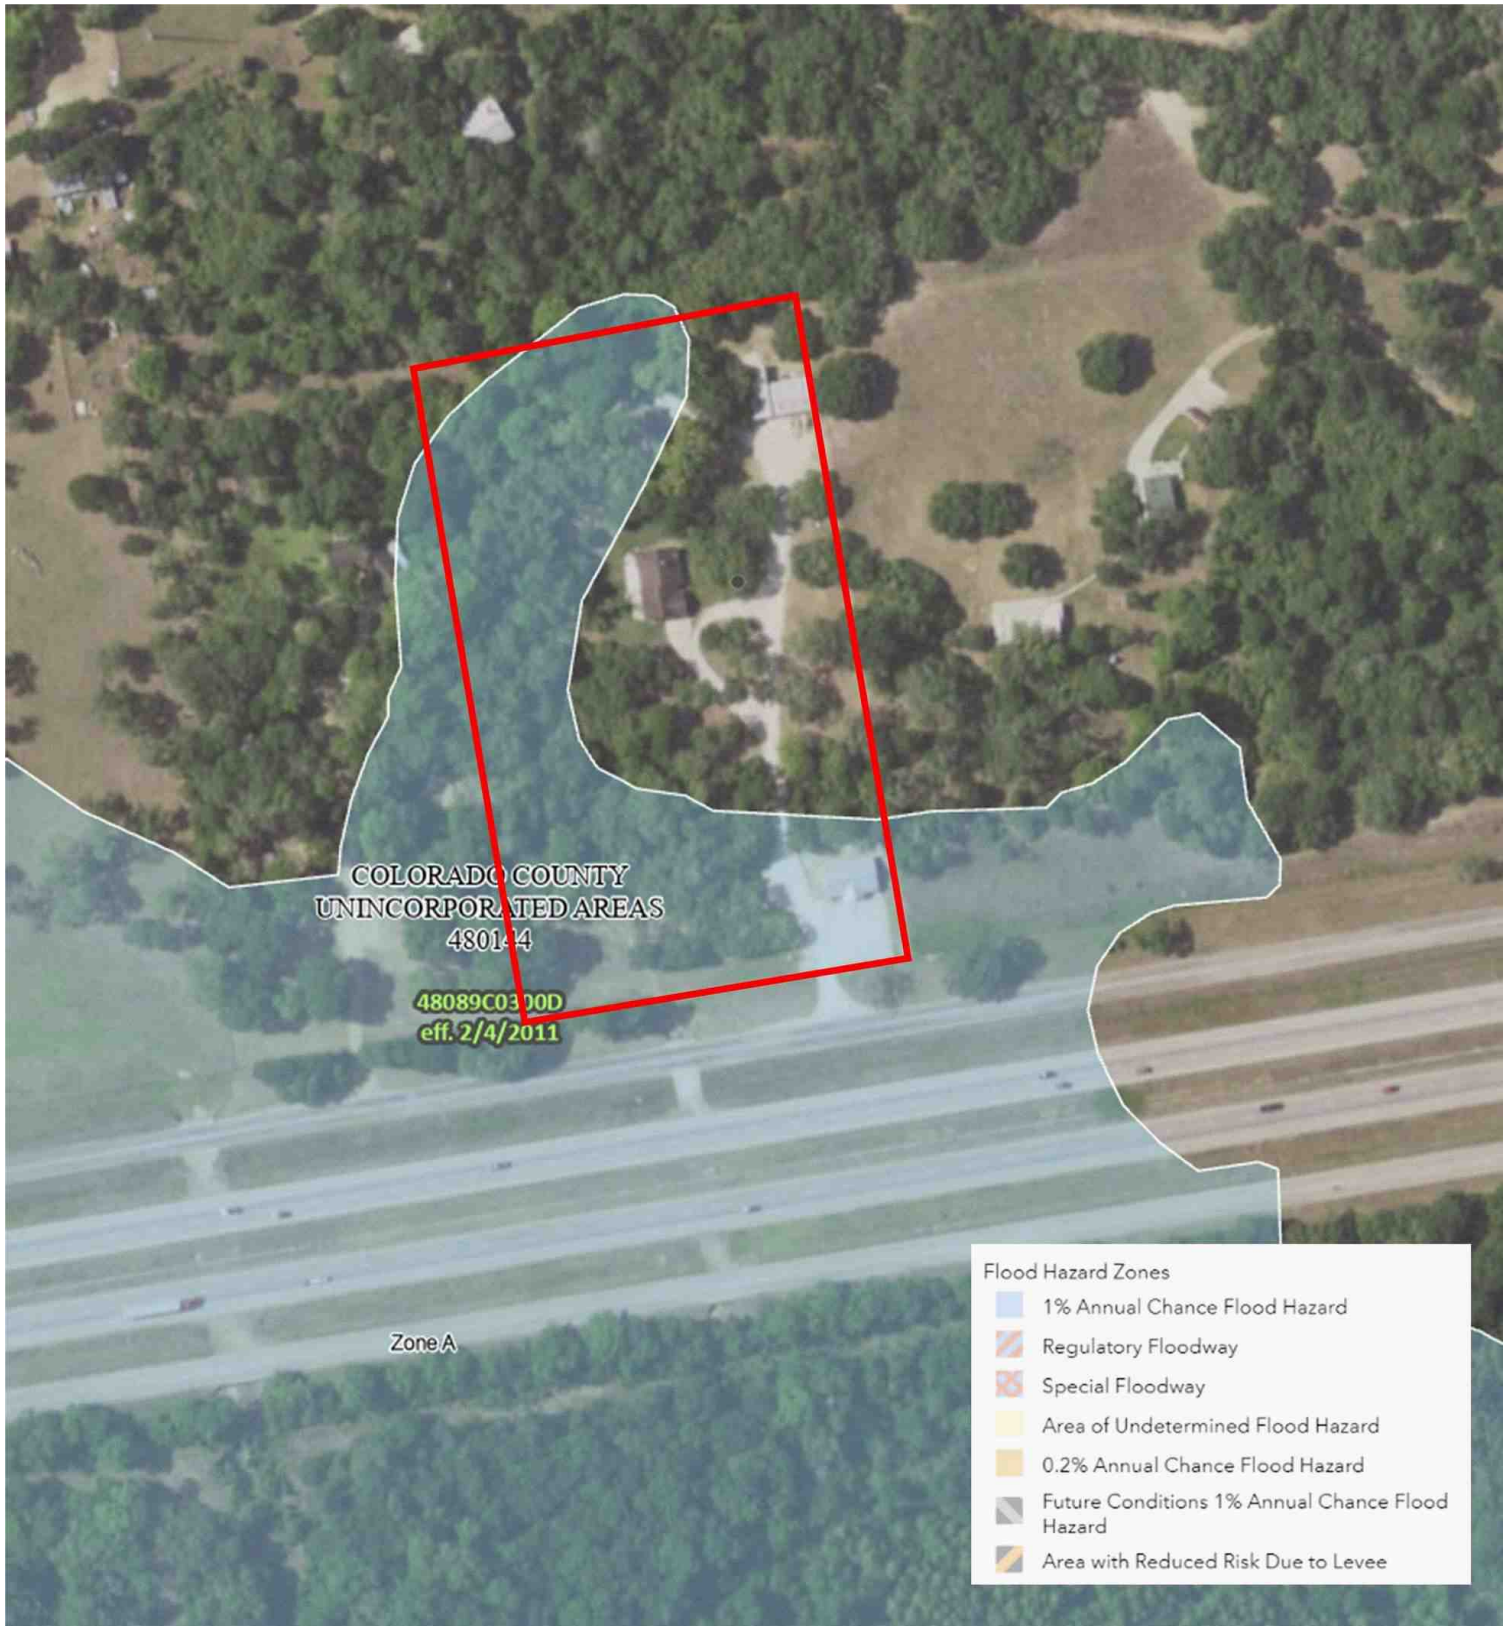 COLORADO COUNTY
UNINCORPORATED AREAS
480144
48089C0300D
eff. 2/4/2011
Zone A
Flood Hazard Zones
1% Annual Chance Flood Hazard
Regulatory Floodway
Special Floodway
Area of Undetermined Flood Hazard
0.2% Annual Chance Flood Hazard
Future Conditions 1% Annual Chance Flood
Hazard
Area with Reduced Risk Due to Levee